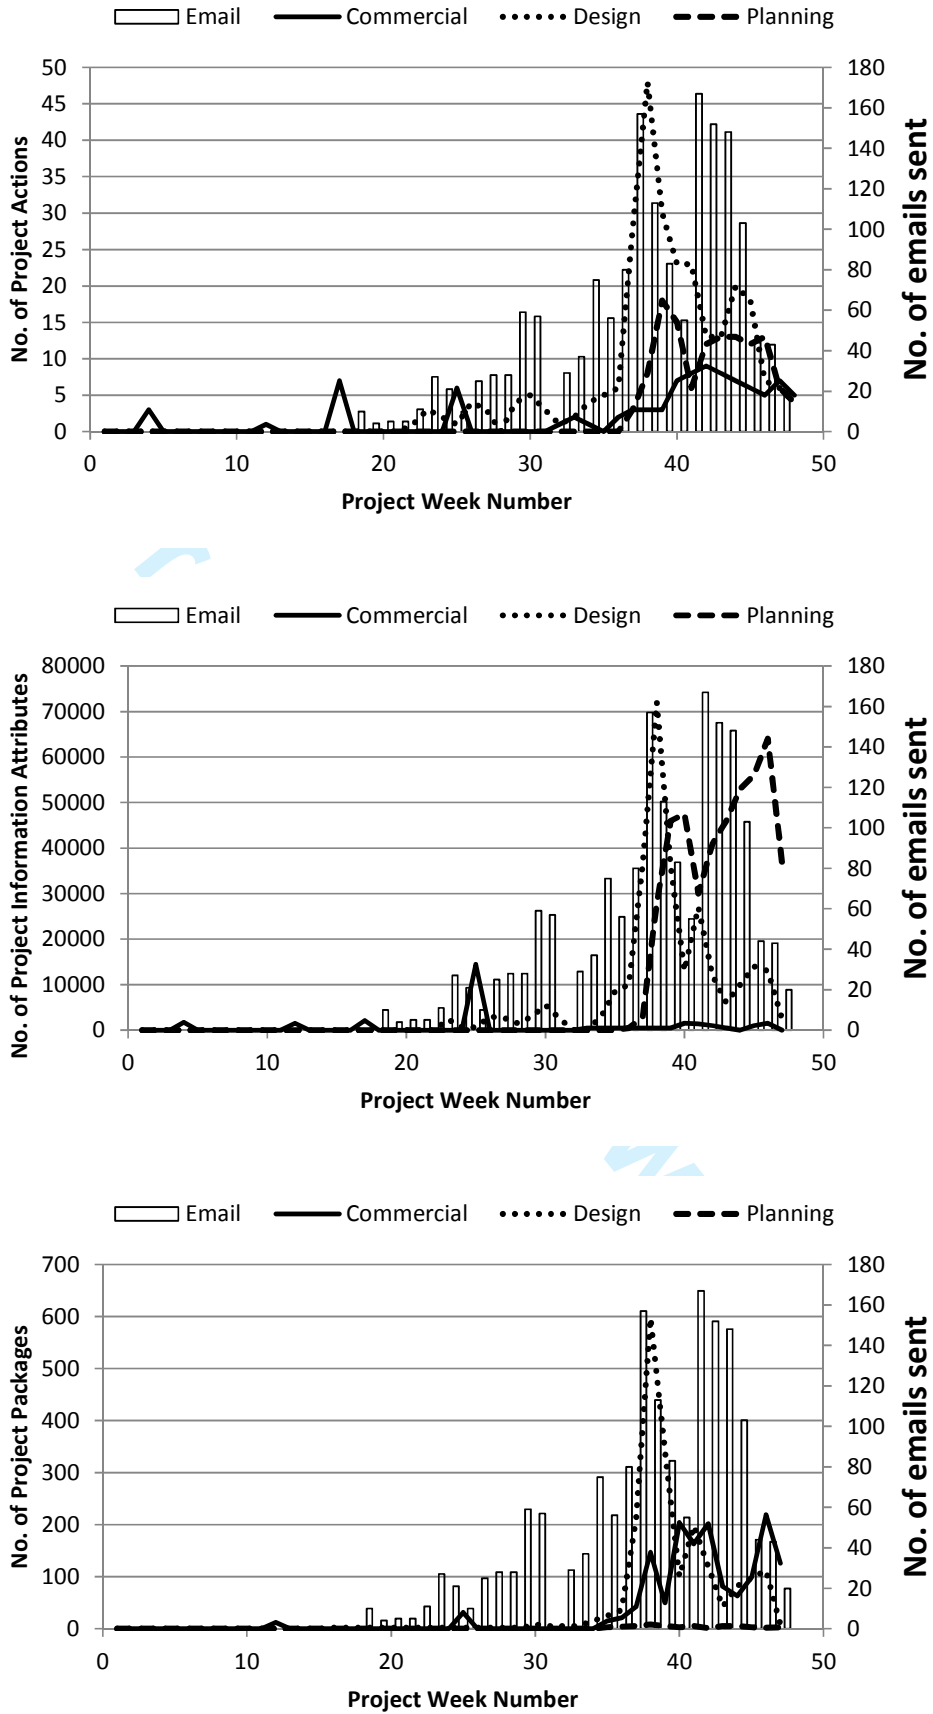 Email Commercial Design Planning
50 180
45 160
40 140
35 120
30 100
25 80
20 60
15 40
10 20
5 0
0
0 10 20 30 40 50
No. of Project Actions
No. of emails sent
Project Week Number
Email Commercial Design Planning
80000 180
70000 160
60000 140
50000 120
40000 100
30000 80
20000 60
10000 40
0 20
0
0 10 20 30 40 50
No. of Project Information Attributes
No. of emails sent
Project Week Number
Email Commercial Design Planning
700 180
600 160
500 140
400 120
300 100
200 80
100 60
0 40
20
0
0 10 20 30 40 50
No. of Project Packages
No. of emails sent
Project Week Number